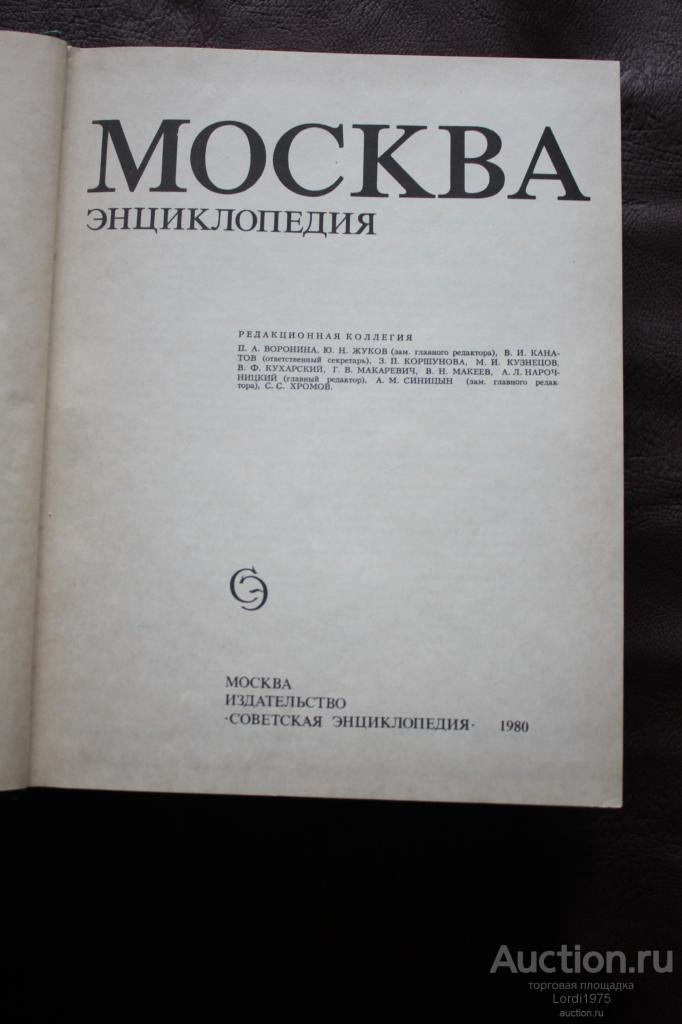 МОСКВА
ЭНЦИКЛОПЕДИЯ
РЕДАКЦИОННАЯ КОЛЛЕГИЯ
П. А. ВОРОНИНА, Ю. Н. ЖУКОВ (зам. главного редактора), В. И. КАНА-
ТОВ (ответственный секретарь), З. П. КОРШУНОВА, М. И. КУЗНЕЦОВ,
В. Ф. КУХАРСКИЙ, Г. В. МАКАРЕВИЧ, В. Н. МАКЕЕВ, А. Л. НАРОЧ-
НИЦКИЙ (главный редактор), А. М. СИНИЦЫН (зам. главного редак-
тора), С. С. ХРОМОВ.
СЭ
МОСКВА
ИЗДАТЕЛЬСТВО
·СОВЕТСКАЯ ЭНЦИКЛОПЕДИЯ· 1980
Auction.ru
торговая площадка
Lordi1975
auction.ru